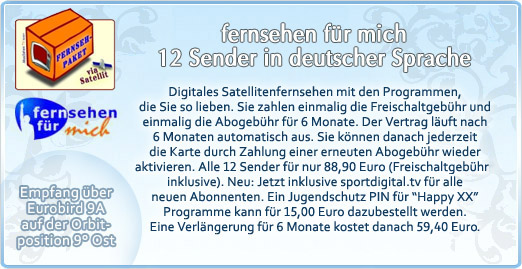 fernsehen für mich
12 Sender in deutscher Sprache
FERNSEH-
PAKET
via
Satellit
fernsehen
für mich
Empfang über
Eurobird 9A
auf der Orbit-
position 9° Ost
Digitales Satellitenfernsehen mit den Programmen,
die Sie so lieben. Sie zahlen einmalig die Freischaltgebühr und
einmalig die Abogebühr für 6 Monate. Der Vertrag läuft nach
6 Monaten automatisch aus. Sie können danach jederzeit
die Karte durch Zahlung einer erneuten Abogebühr wieder
aktivieren. Alle 12 Sender für nur 88,90 Euro (Freischaltgebühr
inklusive). Neu: Jetzt inklusive sportdigital.tv für alle
neuen Abonnenten. Ein Jugendschutz PIN für “Happy XX”
Programme kann für 15,00 Euro dazubestellt werden.
Eine Verlängerung für 6 Monate kostet danach 59,40 Euro.